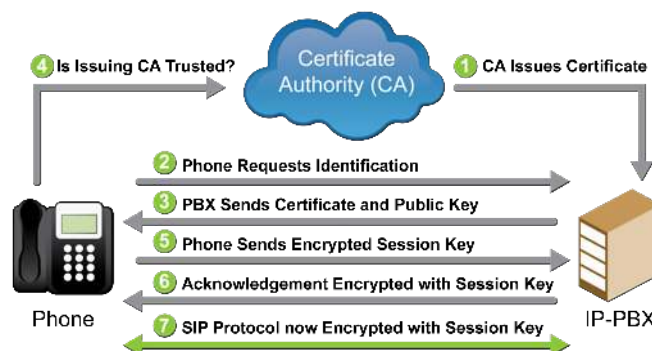 4 Is Issuing CA Trusted?
Certificate
Authority (CA)
1 CA Issues Certificate
2 Phone Requests Identification
3 PBX Sends Certificate and Public Key
5 Phone Sends Encrypted Session Key
6 Acknowledgement Encrypted with Session Key
Phone
7 SIP Protocol now Encrypted with Session Key
IP-PBX